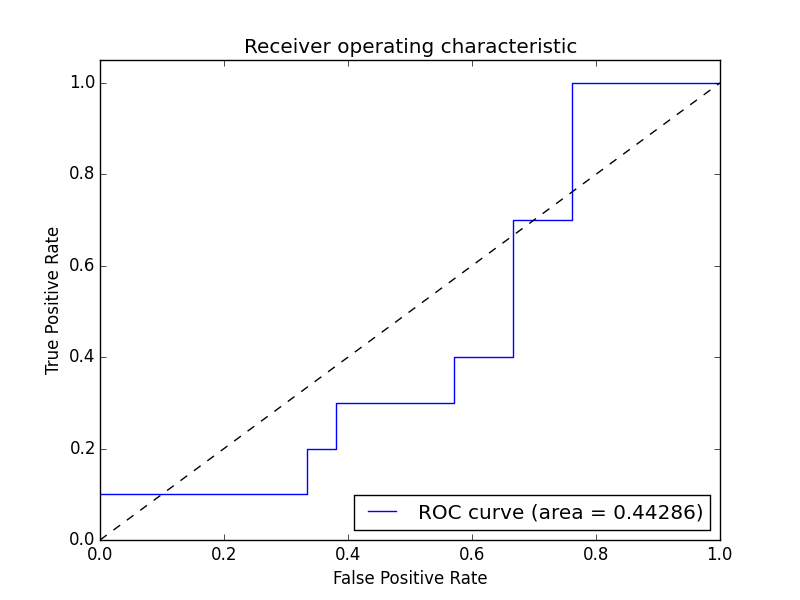 Receiver operating characteristic
1.0
0.8
0.6
0.4
0.2
0.0
True Positive Rate
ROC curve (area = 0.44286)
0.0 0.2 0.4 0.6 0.8 1.0
False Positive Rate